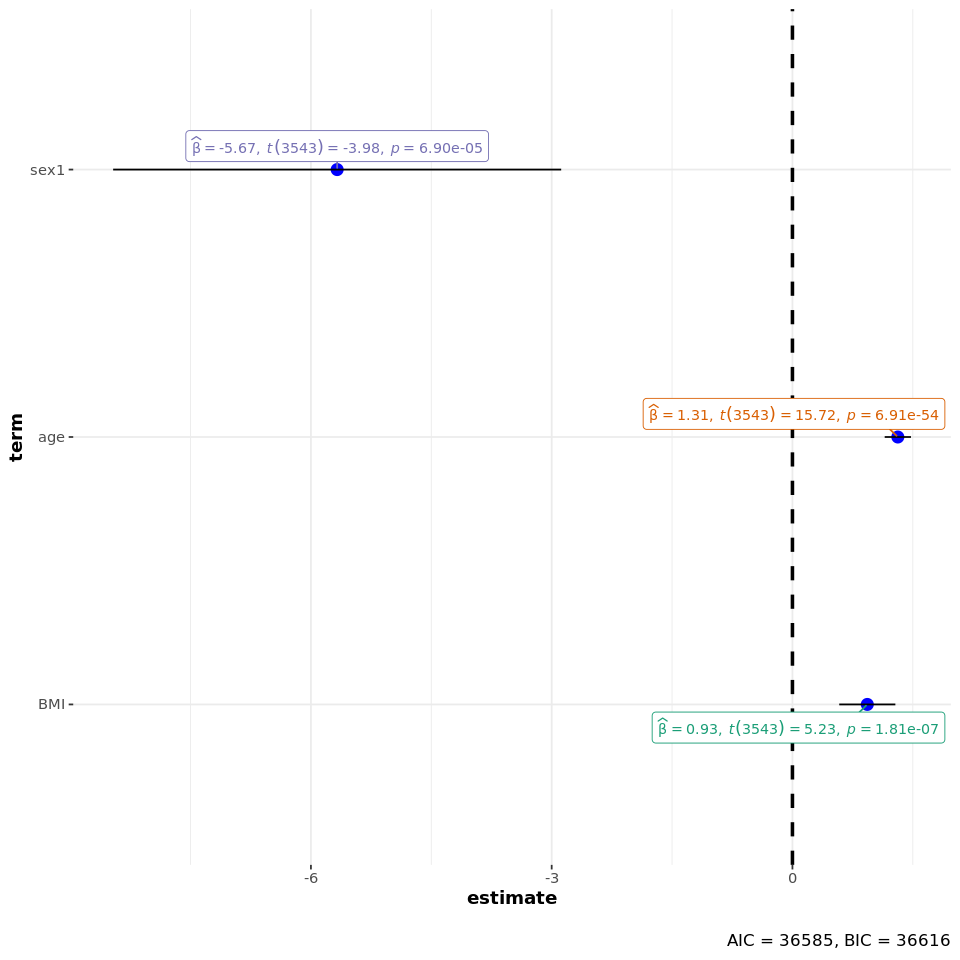 β̂ = -5.67, t(3543) = -3.98, p = 6.90e-05
sex1
β̂ = 1.31, t(3543) = 15.72, p = 6.91e-54
age
term
BMI
β̂ = 0.93, t(3543) = 5.23, p = 1.81e-07
-6 -3 0
estimate
AIC = 36585, BIC = 36616